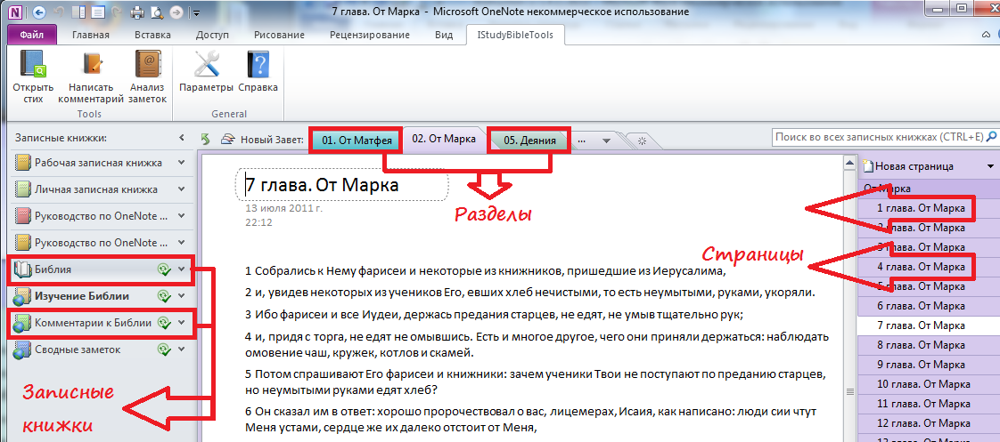 7 глава. От Марка - Microsoft OneNote некоммерческое использование
Файл Главная Вставка Доступ Рисование Рецензирование Вид IStudyBibleTools
Открыть стих
Написать комментарий
Анализ заметок
Параметры
Справка
Tools
General
Записные книжки:
Рабочая записная книжка
Личная записная книжка
Руководство по OneNote ...
Руководство по OneNote ...
Библия
Изучение Библии
Комментарии к Библии
Сводные заметок
Записные
книжки
Новый Завет: 01. От Матфея 02. От Марка 05. Деяния ...
Поиск во всех записных книжках (CTRL+E)
Разделы
7 глава. От Марка
13 июля 2011 г.
22:12
1 Собрались к Нему фарисеи и некоторые из книжников, пришедшие из Иерусалима,
2 и, увидев некоторых из учеников Его, евших хлеб нечистыми, то есть неумытыми, руками, укоряли.
3 Ибо фарисеи и все Иудеи, держась предания старцев, не едят, не умыв тщательно рук;
4 и, придя с торга, не едят не омывшись. Есть и многое другое, чего они приняли держаться: наблюдать
омовение чаш, кружек, котлов и скамей.
5 Потом спрашивают Его фарисеи и книжники: зачем ученики Твои не поступают по преданию старцев,
но неумытыми руками едят хлеб?
6 Он сказал им в ответ: хорошо пророчествовал о вас, лицемерах, Исаия, как написано: люди сии чтут
Меня устами, сердце же их далеко отстоит от Меня,
Страницы
Новая страница
От Марка
1 глава. От Марка
2 глава. От Марка
3 глава. От Марка
4 глава. От Марка
5 глава. От Марка
6 глава. От Марка
7 глава. От Марка
8 глава. От Марка
9 глава. От Марка
10 глава. От Марка
11 глава. От Марка
12 глава. От Марка